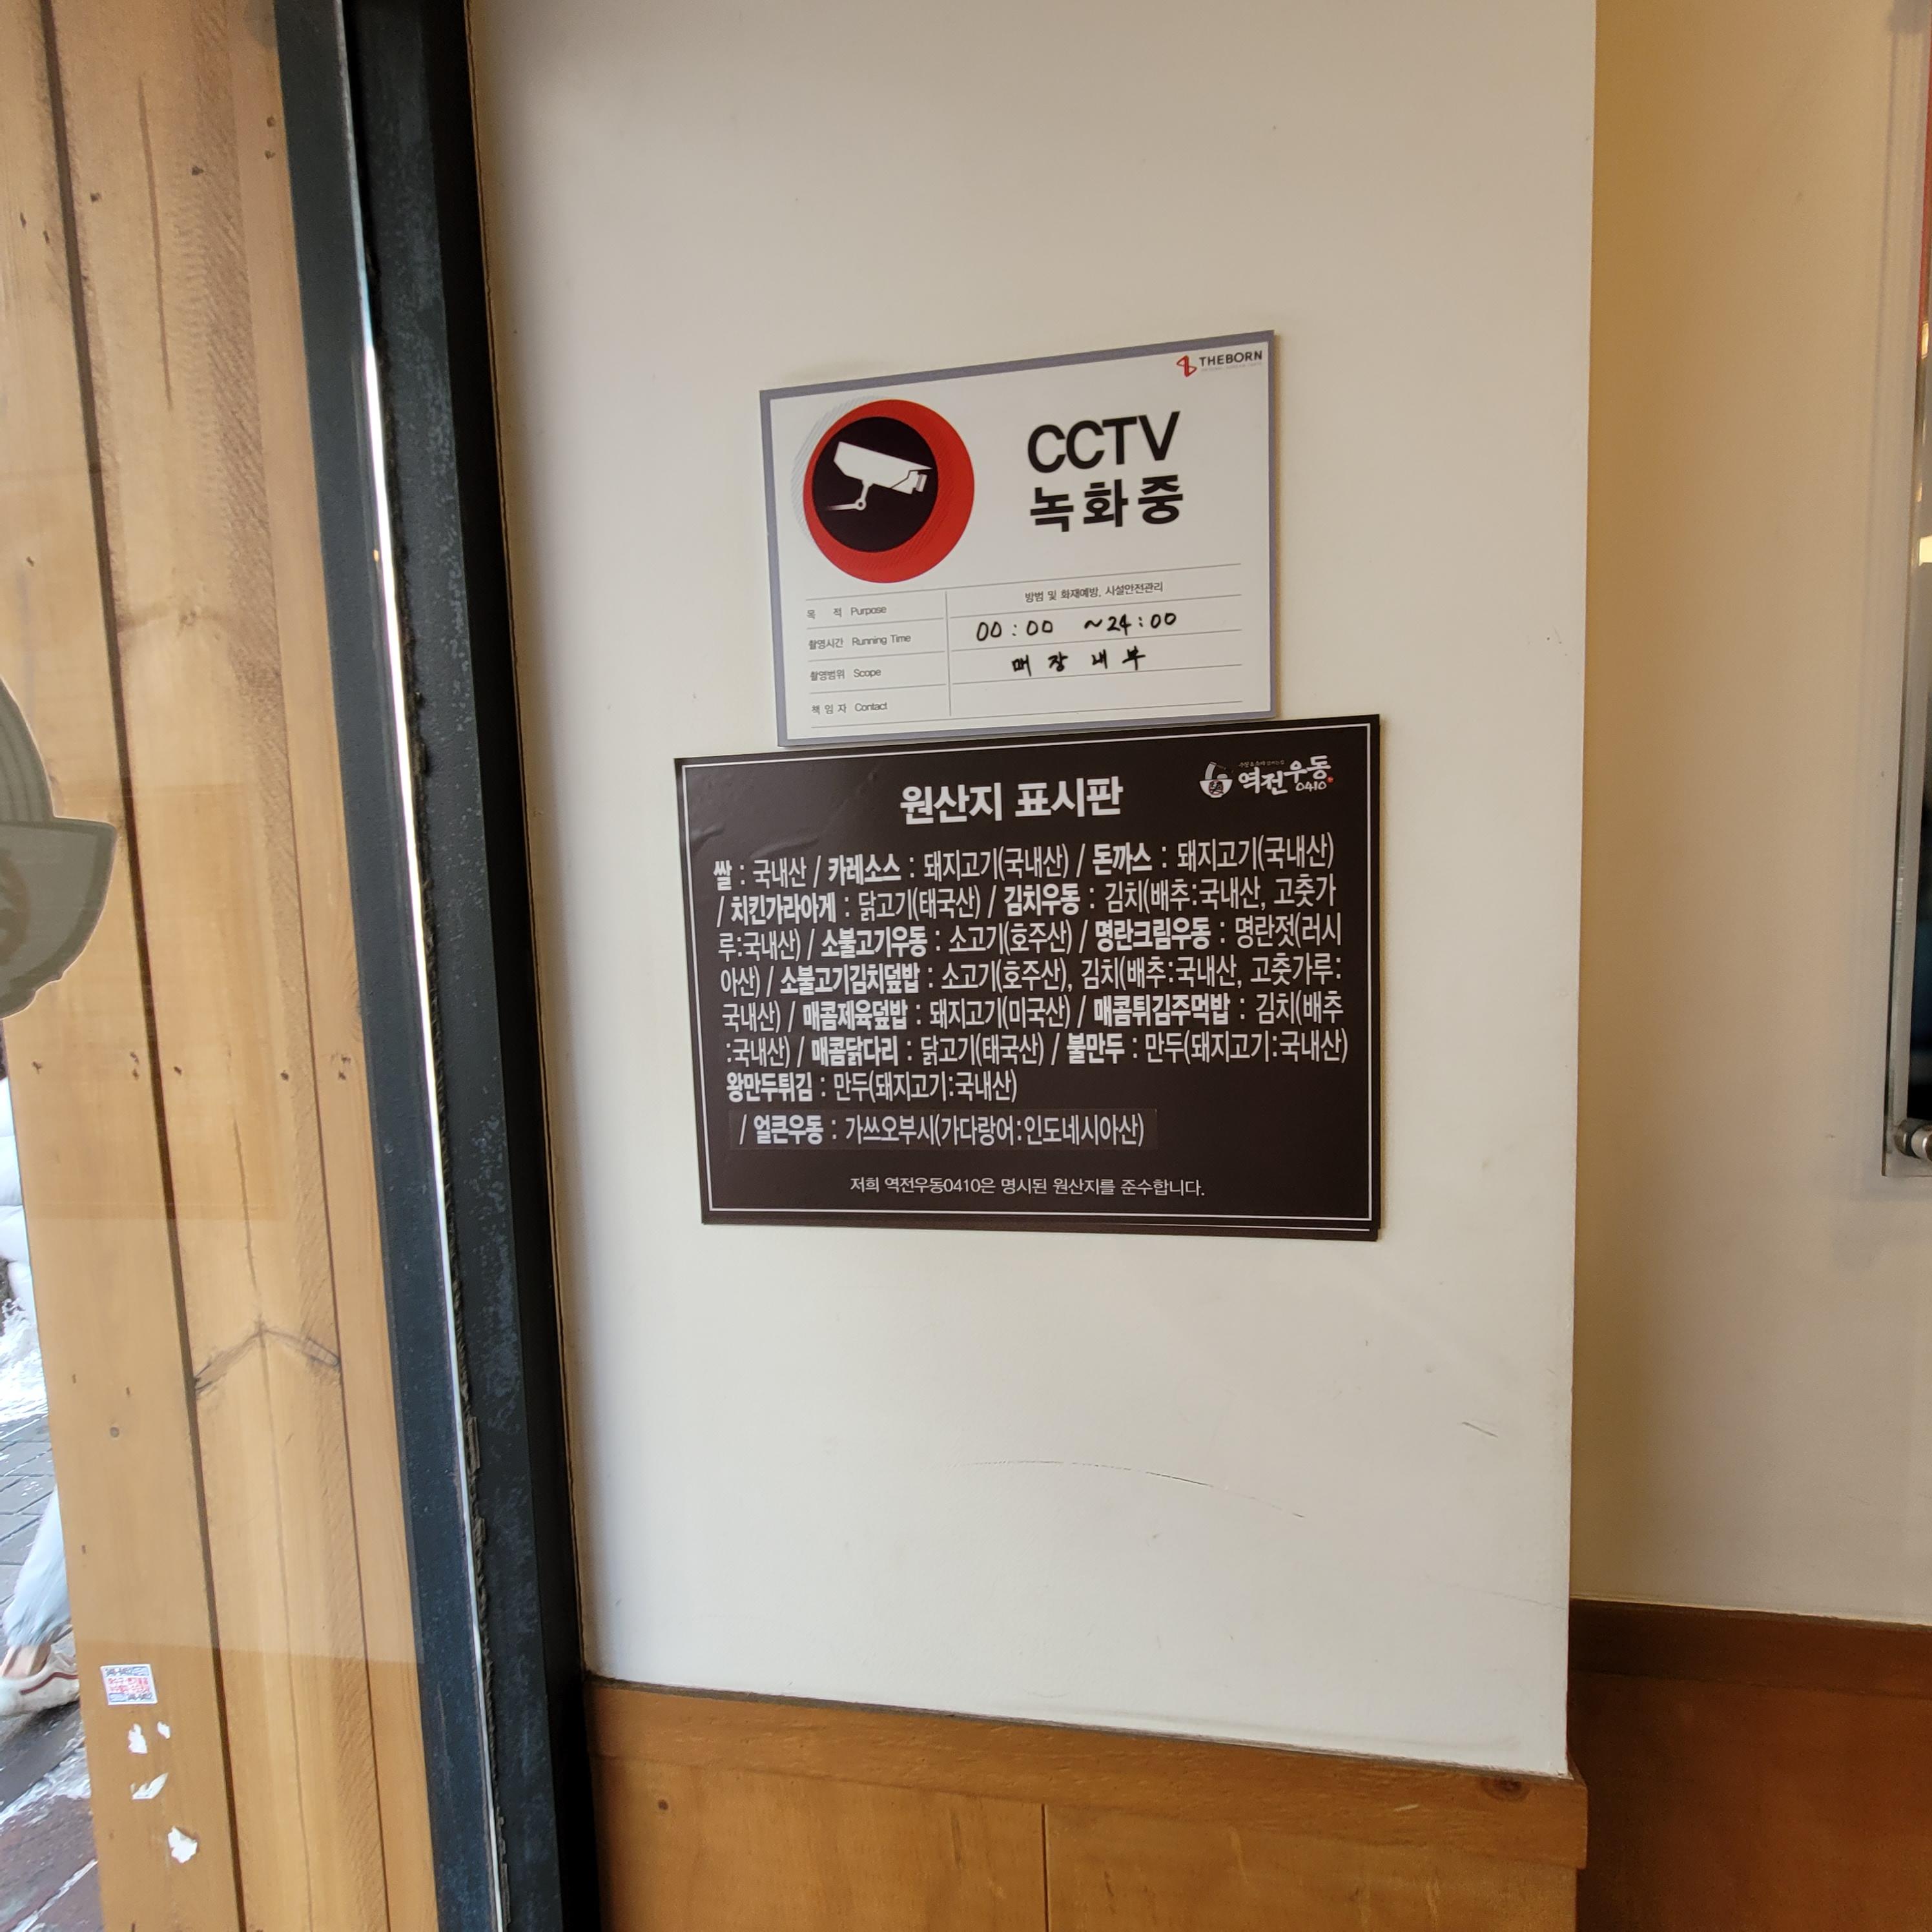 THEBORN
CCTV
녹화중
목 적 Purpose 방범 및 화재예방, 시설안전관리
촬영시간 Running Time 00:00 ~24:00
촬영범위 Scope 매장내부
책임자 Contact
원산지 표시판
역전우동
0410
쌀 : 국내산 / 카레소스 : 돼지고기(국내산) / 돈까스 : 돼지고기(국내산)
/ 치킨가라아게 : 닭고기(태국산) / 김치우동 : 김치(배추:국내산, 고춧가
루:국내산) / 소불고기우동 : 소고기(호주산) / 명란크림우동 : 명란젓(러시
아산) / 소불고기김치덮밥 : 소고기(호주산), 김치(배추:국내산, 고춧가루:
국내산) / 매콤제육덮밥 : 돼지고기(미국산) / 매콤튀김주먹밥 : 김치(배추
:국내산) / 매콤닭다리 : 닭고기(태국산) / 불만두 : 만두(돼지고기:국내산)
왕만두튀김 : 만두(돼지고기:국내산)
/ 얼큰우동 : 가쓰오부시(가다랑어:인도네시아산)
저희 역전우동0410은 명시된 원산지를 준수합니다.